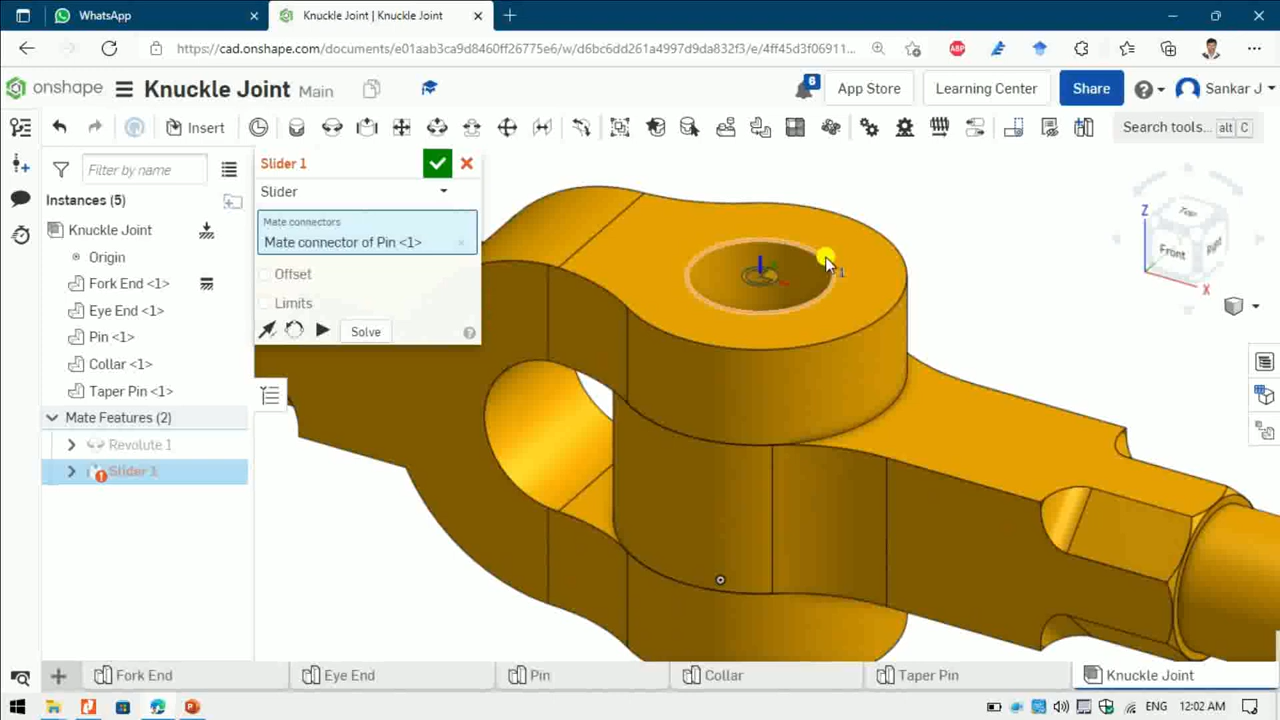 WhatsApp
Knuckle Joint | Knuckle Joint
https://cad.onshape.com/documents/e01aab3ca9d8460ff26775e6/w/d6bc6dd261a4997d9da832f3/e/4ff45d3f06911...
ABP
onshape
Knuckle Joint Main
6
App Store
Learning Center
Share
Sankar J
Insert
Search tools... alt C
Filter by name
Instances (5)
Knuckle Joint
Origin
Fork End <1>
Eye End <1>
Pin <1>
Collar <1>
Taper Pin <1>
Mate Features (2)
Revolute 1
Slider 1
Slider 1
Slider
Mate connectors
Mate connector of Pin <1>
Offset
Limits
Solve
1
Z
Top
Front
Right
X
Fork End
Eye End
Pin
Collar
Taper Pin
Knuckle Joint
ENG
12:02 AM